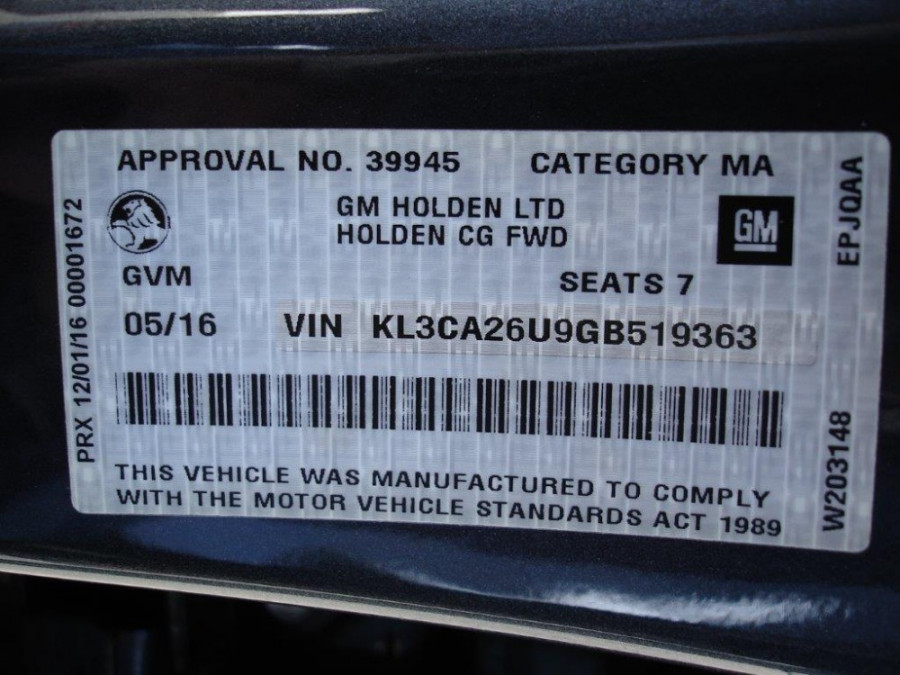 APPROVAL NO. 39945 CATEGORY MA
GM HOLDEN LTD
HOLDEN CG FWD
GM
GVM SEATS 7
05/16 VIN KL3CA26U9GB519363
THIS VEHICLE WAS MANUFACTURED TO COMPLY
WITH THE MOTOR VEHICLE STANDARDS ACT 1989
PRX 12/01/16 00001672
EPJQAA
W203148